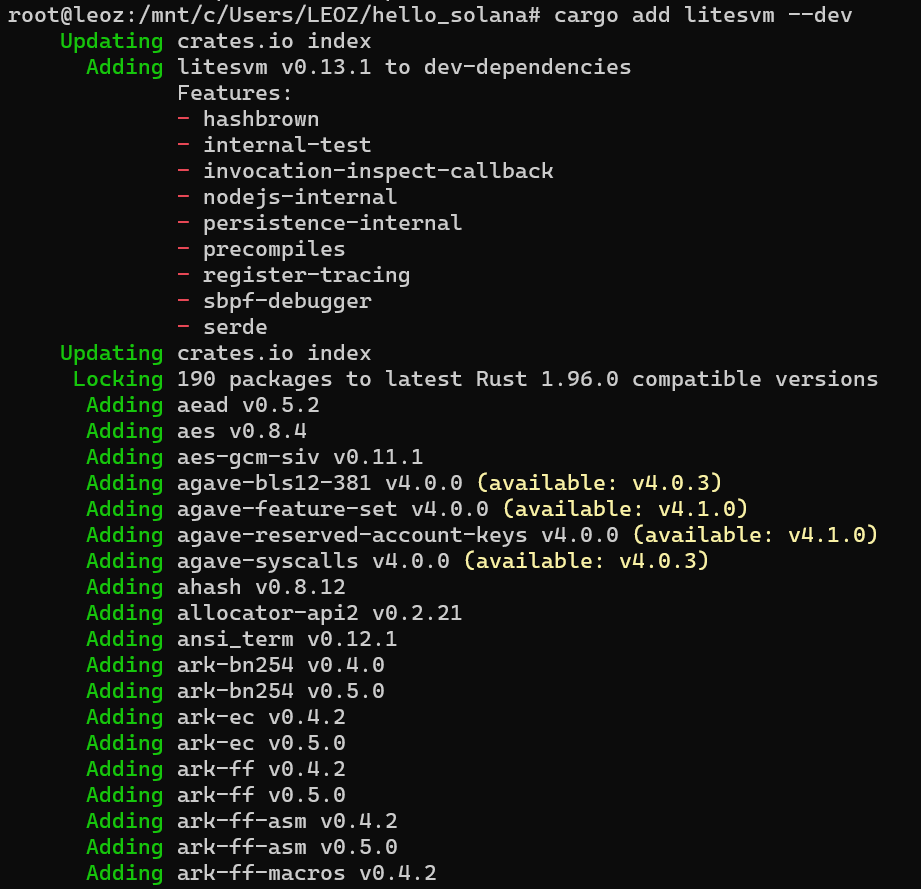 root@leoz:/mnt/c/Users/LEOZ/hello_solana# cargo add litesvm --dev
Updating crates.io index
Adding litesvm v0.13.1 to dev-dependencies
Features:
- hashbrown
- internal-test
- invocation-inspect-callback
- nodejs-internal
- persistence-internal
- precompiles
- register-tracing
- sbpf-debugger
- serde
Updating crates.io index
Locking 190 packages to latest Rust 1.96.0 compatible versions
Adding aead v0.5.2
Adding aes v0.8.4
Adding aes-gcm-siv v0.11.1
Adding agave-bls12-381 v4.0.0 (available: v4.0.3)
Adding agave-feature-set v4.0.0 (available: v4.1.0)
Adding agave-reserved-account-keys v4.0.0 (available: v4.1.0)
Adding agave-syscalls v4.0.0 (available: v4.0.3)
Adding ahash v0.8.12
Adding allocator-api2 v0.2.21
Adding ansi_term v0.12.1
Adding ark-bn254 v0.4.0
Adding ark-bn254 v0.5.0
Adding ark-ec v0.4.2
Adding ark-ec v0.5.0
Adding ark-ff v0.4.2
Adding ark-ff v0.5.0
Adding ark-ff-asm v0.4.2
Adding ark-ff-asm v0.5.0
Adding ark-ff-macros v0.4.2